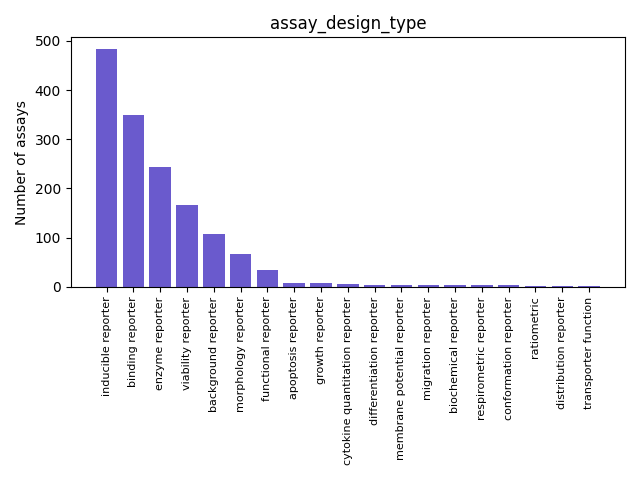 assay_design_type
Number of assays
500
400
300
200
100
0
inducible reporter
binding reporter
enzyme reporter
viability reporter
background reporter
morphology reporter
functional reporter
apoptosis reporter
growth reporter
cytokine quantitation reporter
differentiation reporter
membrane potential reporter
migration reporter
biochemical reporter
respirometric reporter
conformation reporter
ratiometric
distribution reporter
transporter function